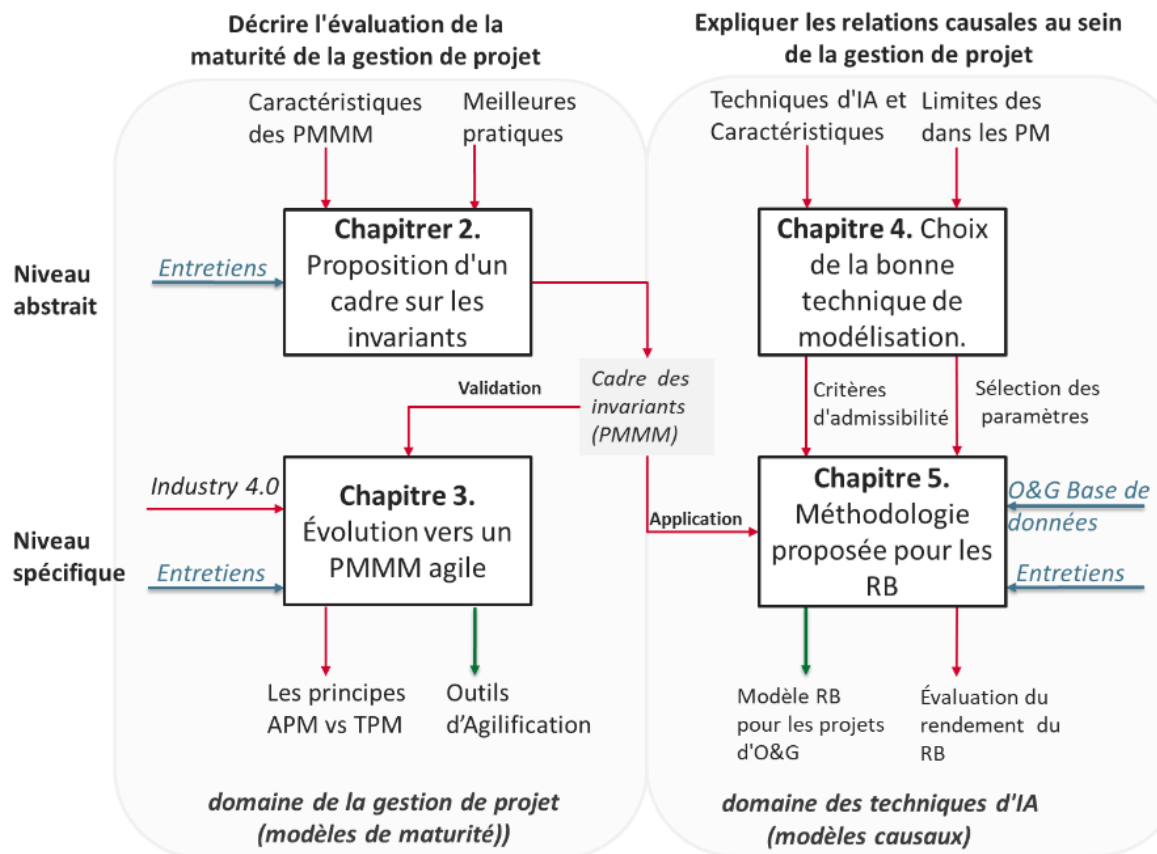 Décrire l'évaluation de la
maturité de la gestion de projet
Expliquer les relations causales au sein
de la gestion de projet
Caractéristiques
des PMMM
Meilleures
pratiques
Techniques d'IA et
Caractéristiques
Limites des
dans les PM
Niveau
abstrait
Entretiens
Chapitrer 2.
Proposition d'un
cadre sur les
invariants
Chapitre 4. Choix
de la bonne
technique de
modélisation.
Validation
Cadre des
invariants
(PMMM)
Critères
d'admissibilité
Sélection des
paramètres
Niveau
spécifique
Industry 4.0
Entretiens
Chapitre 3.
Évolution vers un
PMMM agile
Application
Chapitre 5.
Méthodologie
proposée pour les
RB
O&G Base de
données
Entretiens
Les principes
APM vs TPM
Outils
d’Agilification
Modèle RB
pour les projets
d'O&G
Évaluation du
rendement du
RB
domaine de la gestion de projet
(modèles de maturité))
domaine des techniques d'IA
(modèles causaux)